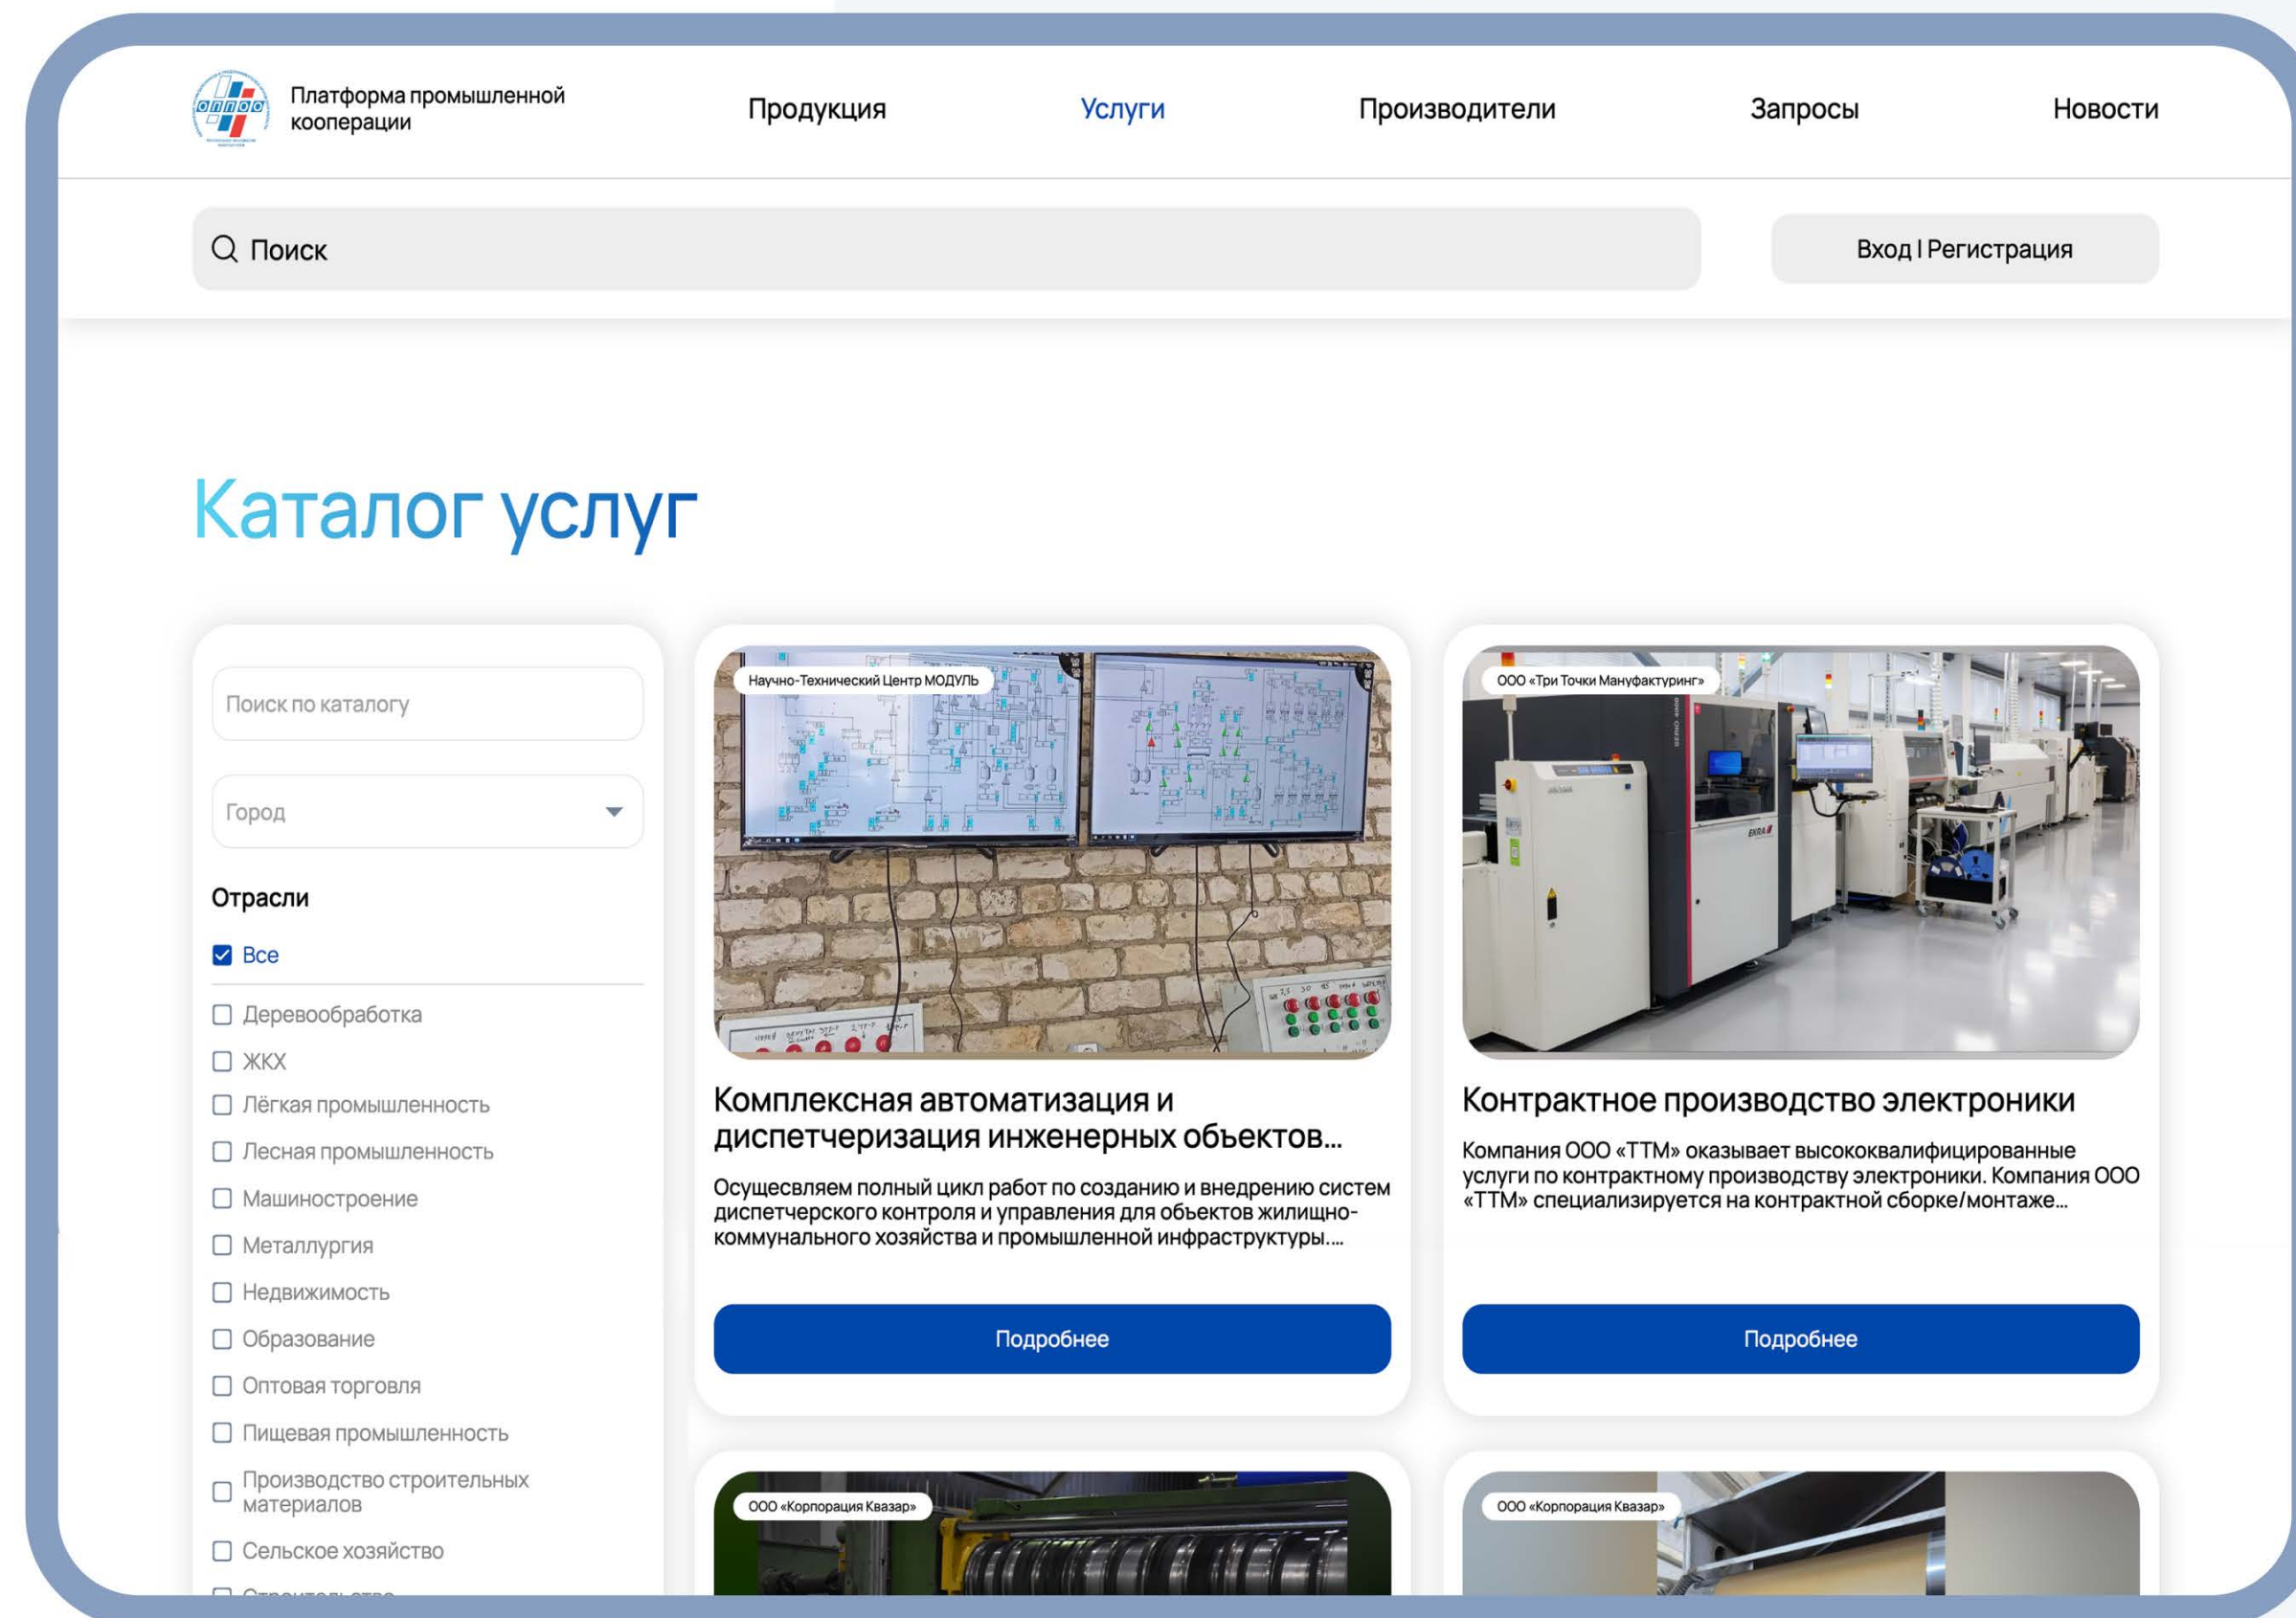 ОППОО
Платформа промышленной
кооперации
Продукция
Услуги
Производители
Запросы
Новости
Поиск
Вход | Регистрация
Каталог услуг
Поиск по каталогу
Город
Отрасли
Все
Деревообработка
ЖКХ
Лёгкая промышленность
Лесная промышленность
Машиностроение
Металлургия
Недвижимость
Образование
Оптовая торговля
Пищевая промышленность
Производство строительных
материалов
Сельское хозяйство
Строительство
Научно-Технический Центр МОДУЛЬ
Комплексная автоматизация и
диспетчеризация инженерных объектов...
Осущесвляем полный цикл работ по созданию и внедрению систем
диспетчерского контроля и управления для объектов жилищно-
коммунального хозяйства и промышленной инфраструктуры....
Подробнее
ООО «Три Точки Мануфактуринг»
EKRA
Контрактное производство электроники
Компания ООО «ТТМ» оказывает высококвалифицированные
услуги по контрактному производству электроники. Компания ООО
«ТТМ» специализируется на контрактной сборке/монтаже...
Подробнее
ООО «Корпорация Квазар»
ООО «Корпорация Квазар»